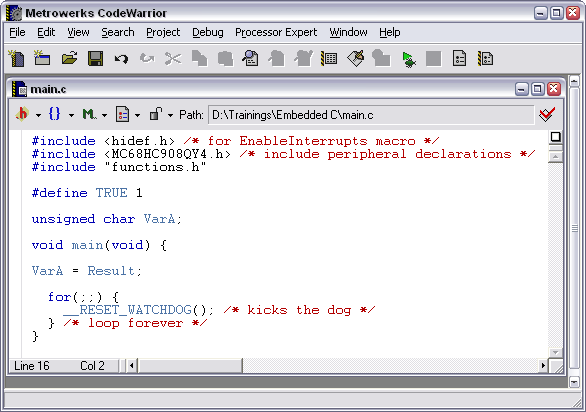 Metrowerks CodeWarrior
File Edit View Search Project Debug Processor Expert Window Help
main.c
.h {} M. Path: D:\Trainings\Embedded C\main.c
#include <hidef.h> /* for EnableInterrupts macro */
#include <MC68HC908QY4.h> /* include peripheral declarations */
#include "functions.h"
#define TRUE 1
unsigned char VarA;
void main(void) {
VarA = Result;
for(;;) {
__RESET_WATCHDOG(); /* kicks the dog */
} /* loop forever */
}
Line 16 Col 2